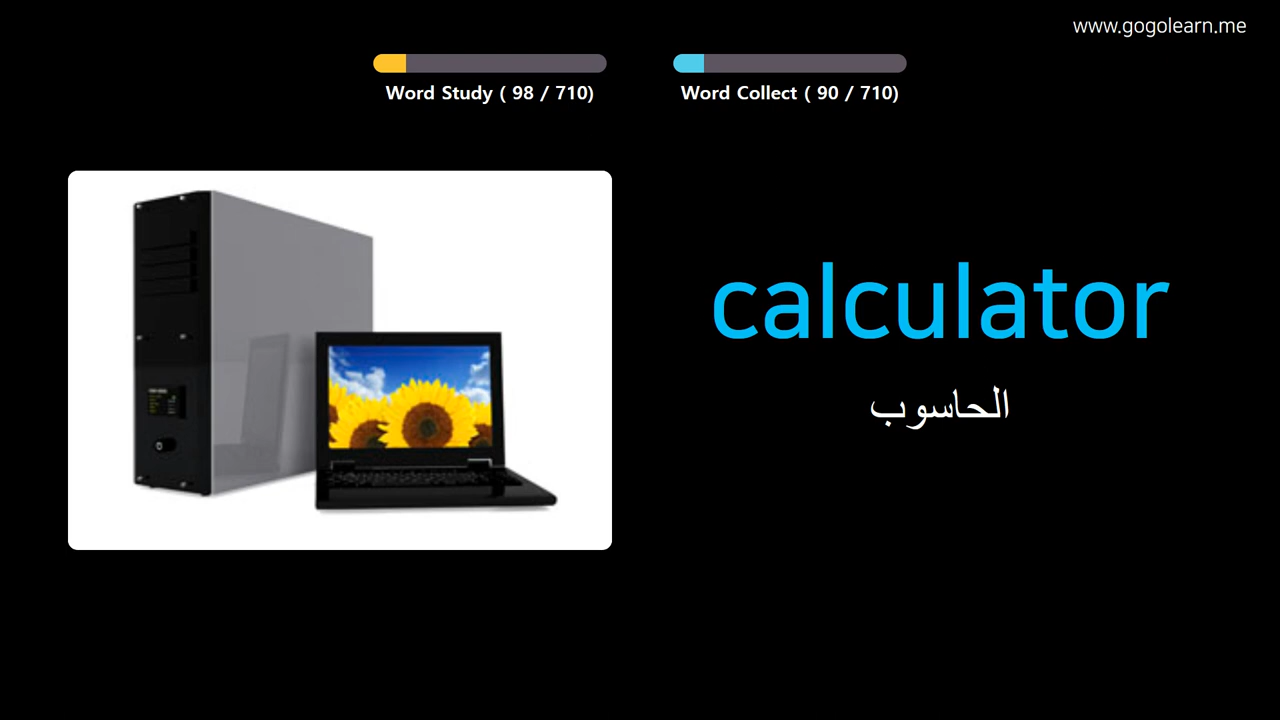 www.gogolearn.me
Word Study ( 98 / 710)
Word Collect ( 90 / 710)
calculator
الحاسوب